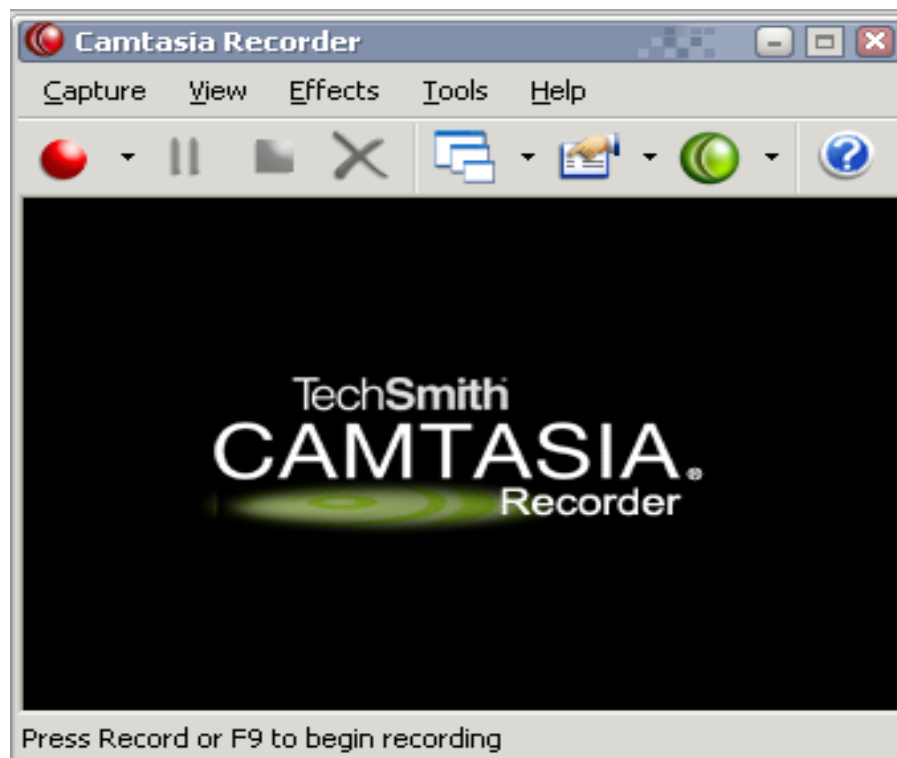 Camtasia Recorder
Capture View Effects Tools Help
TechSmith
CAMTASIA®
Recorder
Press Record or F9 to begin recording